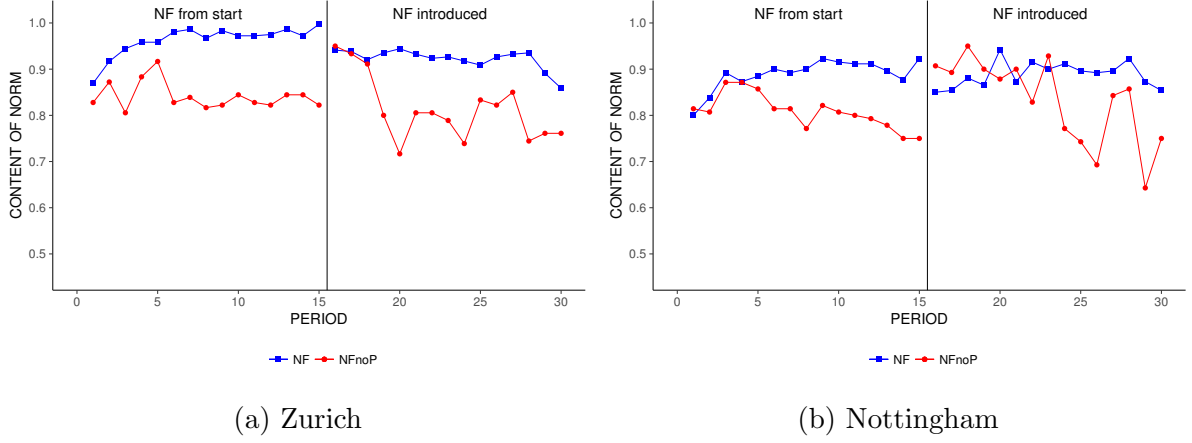 NF from start NF introduced
1.0
0.9
0.8
0.7
0.6
0.5
CONTENT OF NORM
0 5 10 15 20 25 30
PERIOD
NF NFnoP
(a) Zurich
NF from start NF introduced
1.0
0.9
0.8
0.7
0.6
0.5
CONTENT OF NORM
0 5 10 15 20 25 30
PERIOD
NF NFnoP
(b) Nottingham